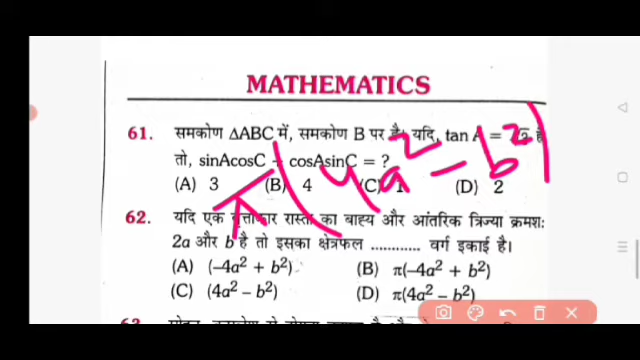 MATHEMATICS
61. समकोण ΔABC में, समकोण B पर है। यदि, tan A = √2 है
तो, sinAcosC + cosAsinC = ?
(A) 3 (B) 4 (C) 1 (D) 2
π(4a² − b²)
62. यदि एक वृत्ताकार रास्ता का बाह्य और आंतरिक त्रिज्या क्रमशः
2a और b है तो इसका क्षेत्रफल ............ वर्ग इकाई है।
(A) (–4a² + b²) (B) π(–4a² + b²)
(C) (4a² – b²) (D) π(4a² – b²)
63.